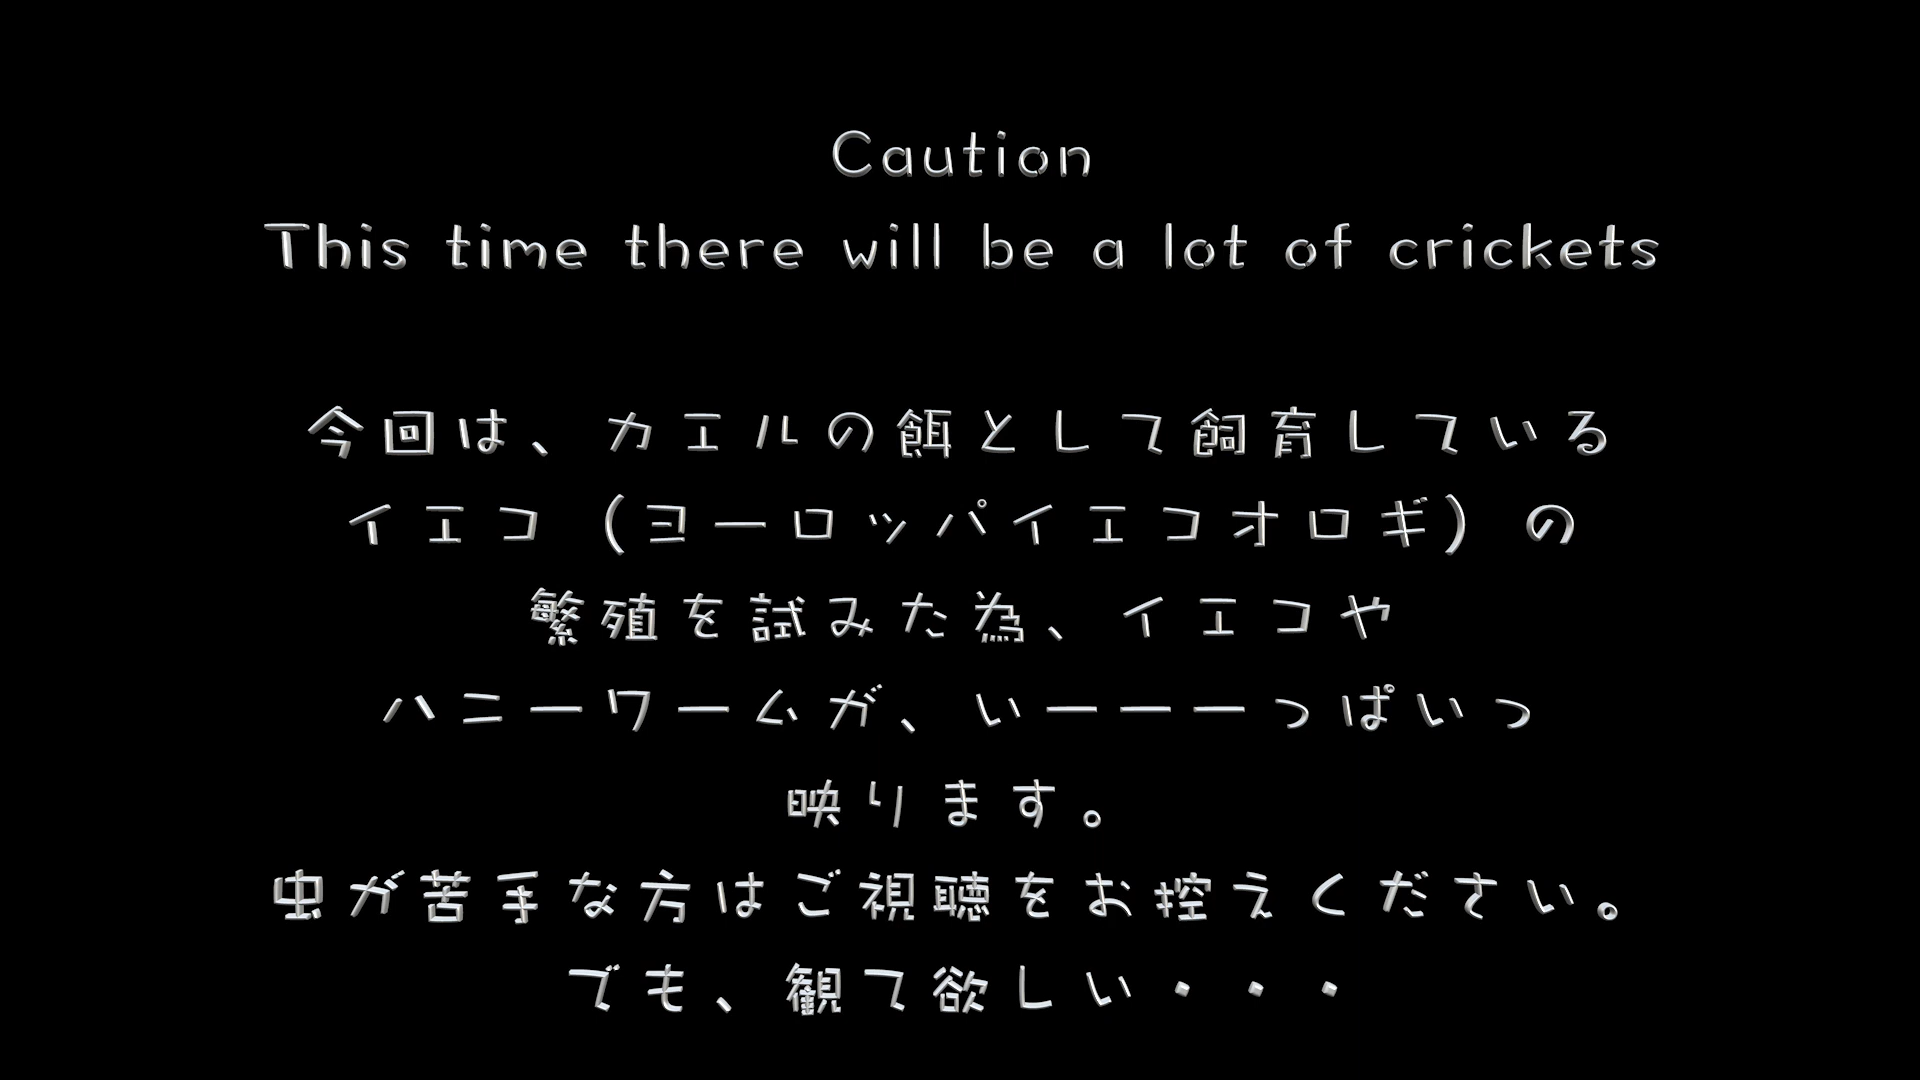 Caution
This time there will be a lot of crickets
今回は、カエルの餌として飼育している
イエコ（ヨーロッパイエコオロギ）の
繁殖を試みた為、イエコや
ハニーワームが、いーーーっぱいっ
映ります。
虫が苦手な方はご視聴をお控えください。
でも、観て欲しい・・・